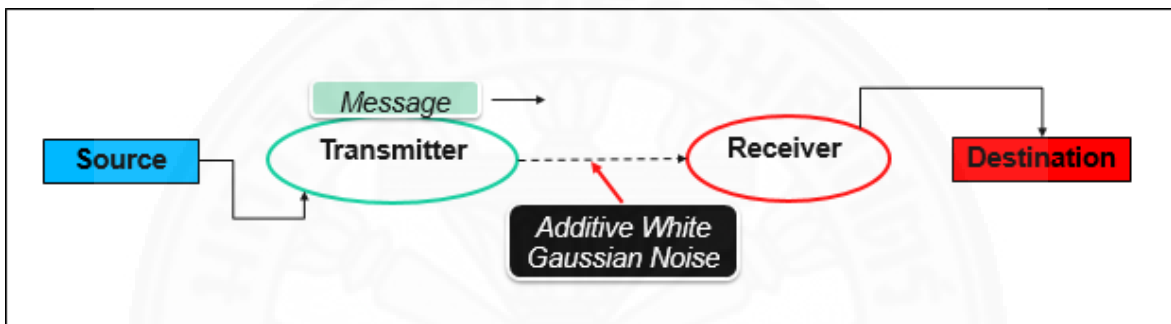 Message
Source
Transmitter
Receiver
Destination
Additive White
Gaussian Noise